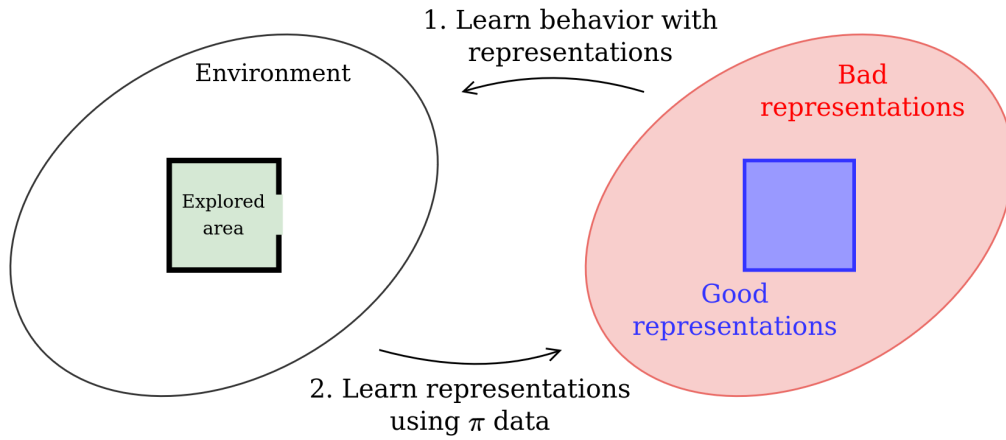 1. Learn behavior with
representations
Environment
Bad
representations
Explored
area
Good
representations
2. Learn representations
using π data